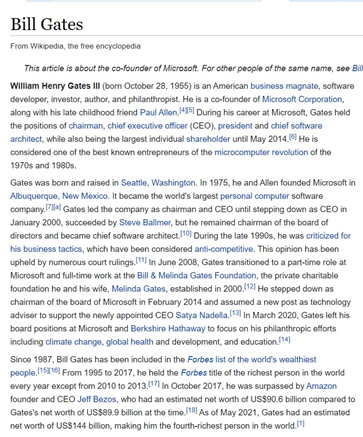 Bill Gates
From Wikipedia, the free encyclopedia
This article is about the co-founder of Microsoft. For other people of the same name, see Bill
William Henry Gates III (born October 28, 1955) is an American business magnate, software
developer, investor, author, and philanthropist. He is a co-founder of Microsoft Corporation,
along with his late childhood friend Paul Allen.[4][5] During his career at Microsoft, Gates held
the positions of chairman, chief executive officer (CEO), president and chief software
architect, while also being the largest individual shareholder until May 2014.[6] He is
considered one of the best known entrepreneurs of the microcomputer revolution of the
1970s and 1980s.
Gates was born and raised in Seattle, Washington. In 1975, he and Allen founded Microsoft in
Albuquerque, New Mexico. It became the world's largest personal computer software
company.[7][a] Gates led the company as chairman and CEO until stepping down as CEO in
January 2000, succeeded by Steve Ballmer, but he remained chairman of the board of
directors and became chief software architect.[10] During the late 1990s, he was criticized for
his business tactics, which have been considered anti-competitive. This opinion has been
upheld by numerous court rulings.[11] In June 2008, Gates transitioned to a part-time role at
Microsoft and full-time work at the Bill & Melinda Gates Foundation, the private charitable
foundation he and his wife, Melinda Gates, established in 2000.[12] He stepped down as
chairman of the board of Microsoft in February 2014 and assumed a new post as technology
adviser to support the newly appointed CEO Satya Nadella.[13] In March 2020, Gates left his
board positions at Microsoft and Berkshire Hathaway to focus on his philanthropic efforts
including climate change, global health and development, and education.[14]
Since 1987, Bill Gates has been included in the Forbes list of the world's wealthiest
people.[15][16] From 1995 to 2017, he held the Forbes title of the richest person in the world
every year except from 2010 to 2013.[17] In October 2017, he was surpassed by Amazon
founder and CEO Jeff Bezos, who had an estimated net worth of US$90.6 billion compared to
Gates's net worth of US$89.9 billion at the time.[18] As of May 2021, Gates had an estimated
net worth of US$144 billion, making him the fourth-richest person in the world.[1]